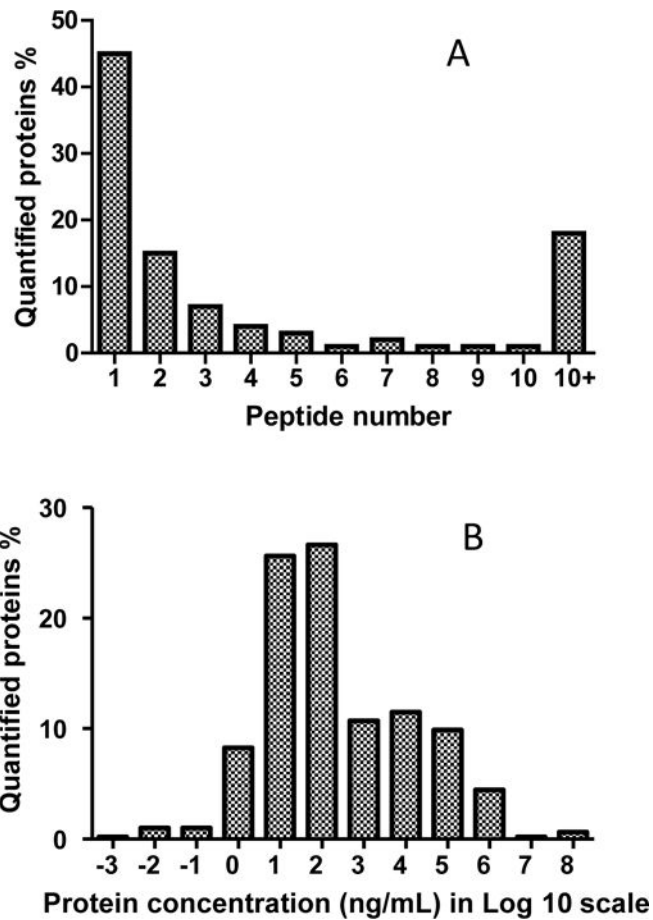 A
Quantified proteins %
50
40
30
20
10
0
1 2 3 4 5 6 7 8 9 10 10+
Peptide number
B
Quantified proteins %
30
20
10
0
-3 -2 -1 0 1 2 3 4 5 6 7 8
Protein concentration (ng/mL) in Log 10 scale